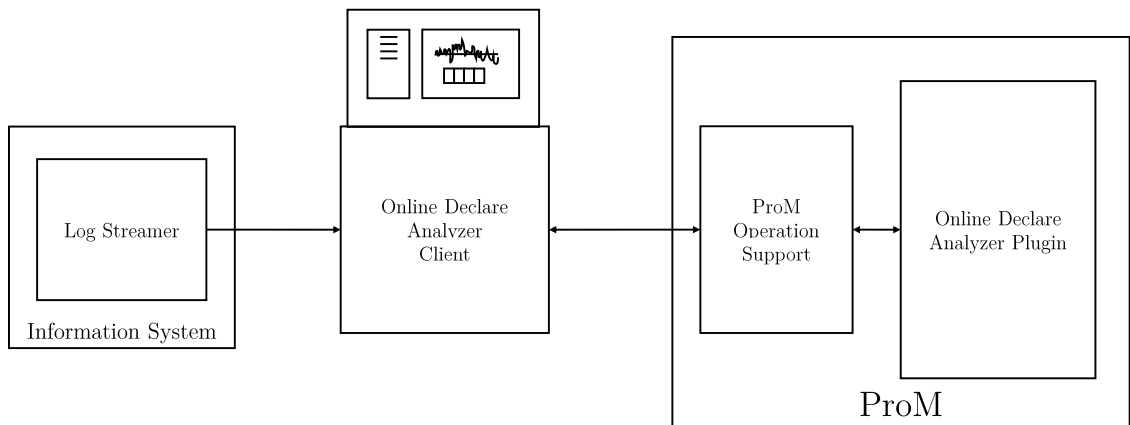 Log Streamer
Information System
Online Declare
Analyzer
Client
ProM
Operation
Support
Online Declare
Analyzer Plugin
ProM